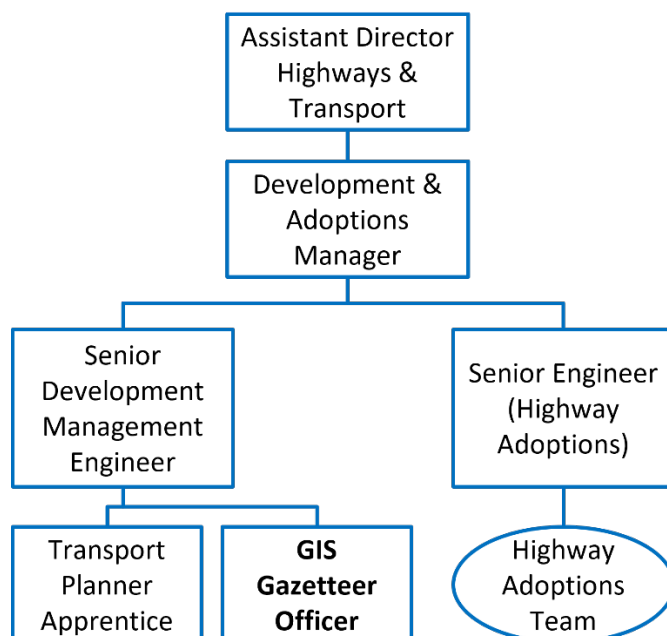 Assistant Director
Highways &
Transport
Development &
Adoptions
Manager
Senior
Development
Management
Engineer
Senior Engineer
(Highway
Adoptions)
Transport
Planner
Apprentice
GIS
Gazetteer
Officer
Highway
Adoptions
Team